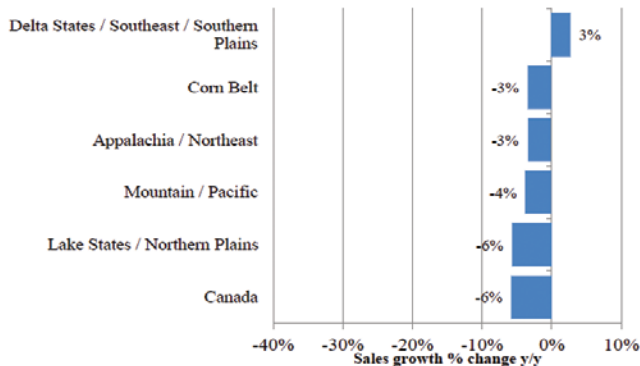 Delta States / Southeast / Southern
Plains
3%
Corn Belt
-3%
Appalachia / Northeast
-3%
Mountain / Pacific
-4%
Lake States / Northern Plains
-6%
Canada
-6%
-40% -30% -20% -10% 0% 10%
Sales growth % change y/y